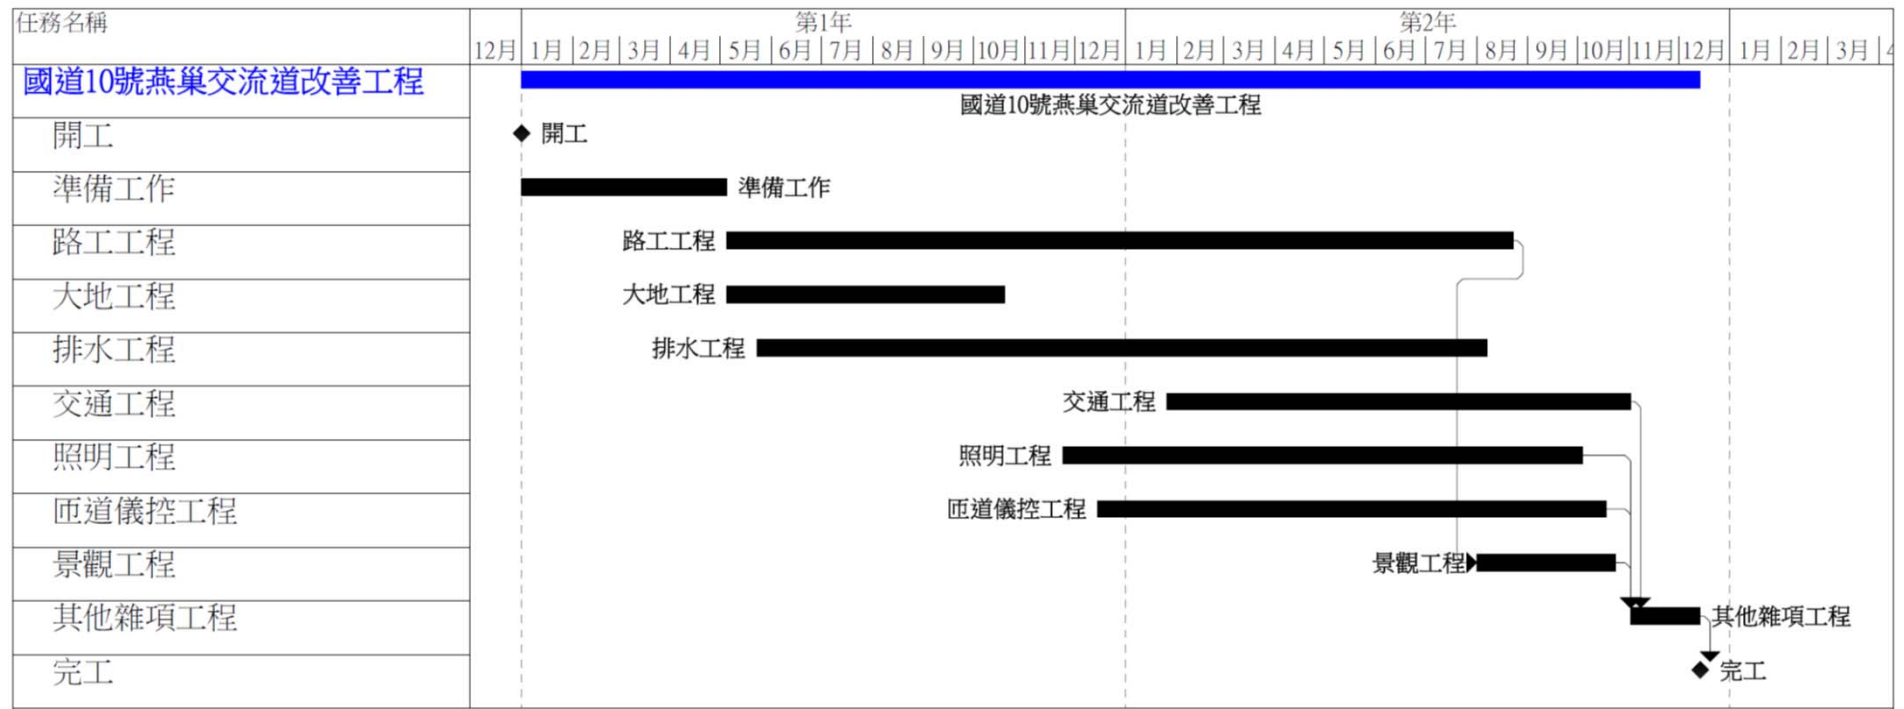 任務名稱
第1年
第2年
12月 1月 2月 3月 4月 5月 6月 7月 8月 9月 10月 11月 12月 1月 2月 3月 4月 5月 6月 7月 8月 9月 10月 11月 12月 1月 2月 3月 4
國道10號燕巢交流道改善工程
國道10號燕巢交流道改善工程
開工
開工
準備工作
準備工作
路工工程
路工工程
大地工程
大地工程
排水工程
排水工程
交通工程
交通工程
照明工程
照明工程
匝道儀控工程
匝道儀控工程
景觀工程
景觀工程
其他雜項工程
其他雜項工程
完工
完工